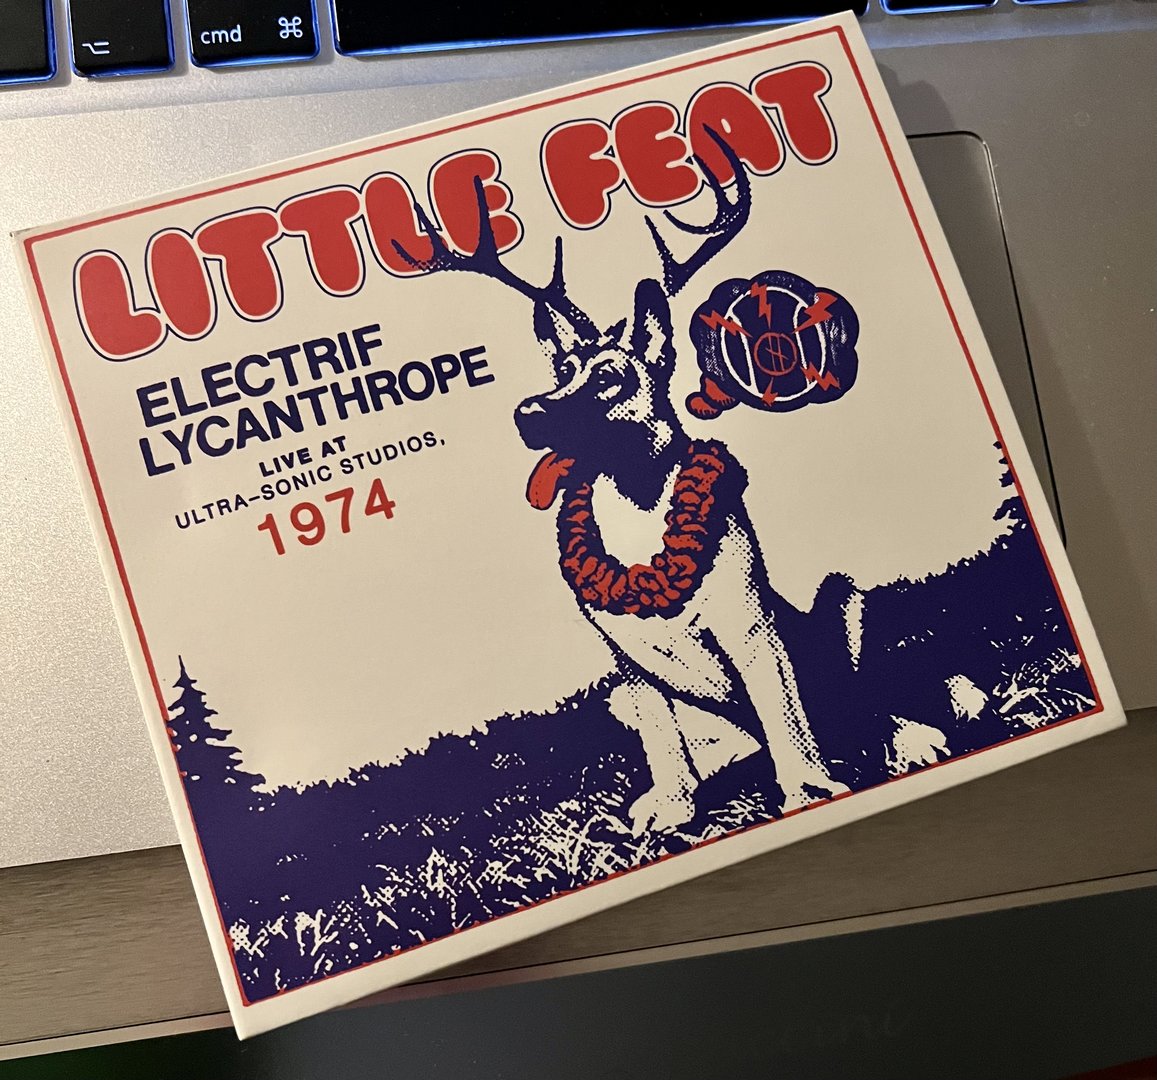 ⌥
cmd ⌘
LITTLE FEAT
ELECTRIF
LYCANTHROPE
LIVE AT
ULTRA-SONIC STUDIOS,
1974